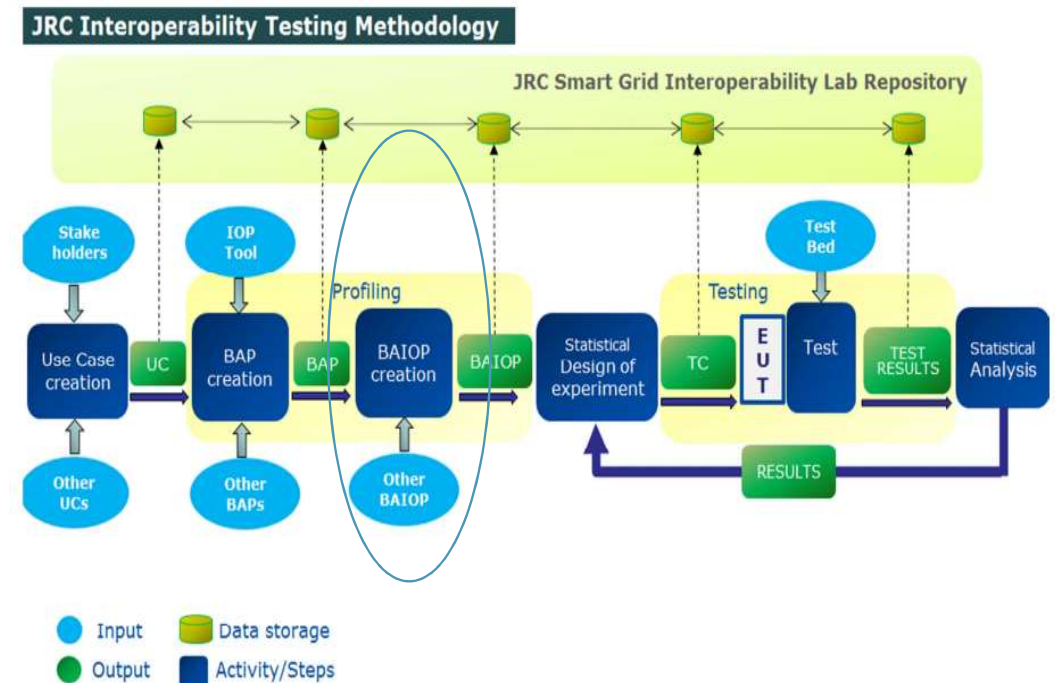 JRC Interoperability Testing Methodology
JRC Smart Grid Interoperability Lab Repository
Stake
holders
IOP
Tool
Test
Bed
Profiling
Testing
Use Case
creation
UC
BAP
creation
BAP
BAIOP
creation
BAIOP
Statistical
Design of
experiment
TC
E
U
T
Test
TEST
RESULTS
Statistical
Analysis
Other
UCs
Other
BAPs
Other
BAIOP
RESULTS
Input
Data storage
Output
Activity/Steps